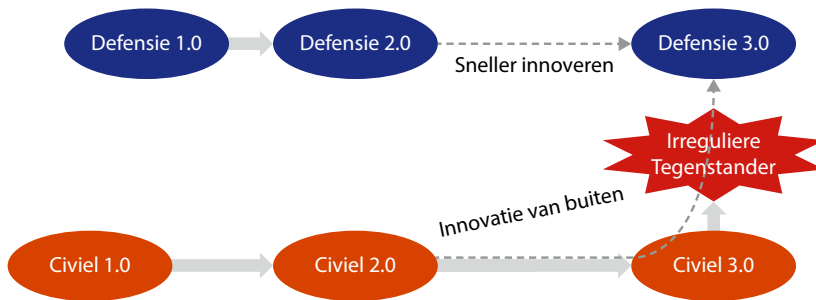 Defensie 1.0
Defensie 2.0
Defensie 3.0
Sneller innoveren
Irreguliere
Tegenstander
Innovatie van buiten
Civiel 1.0
Civiel 2.0
Civiel 3.0